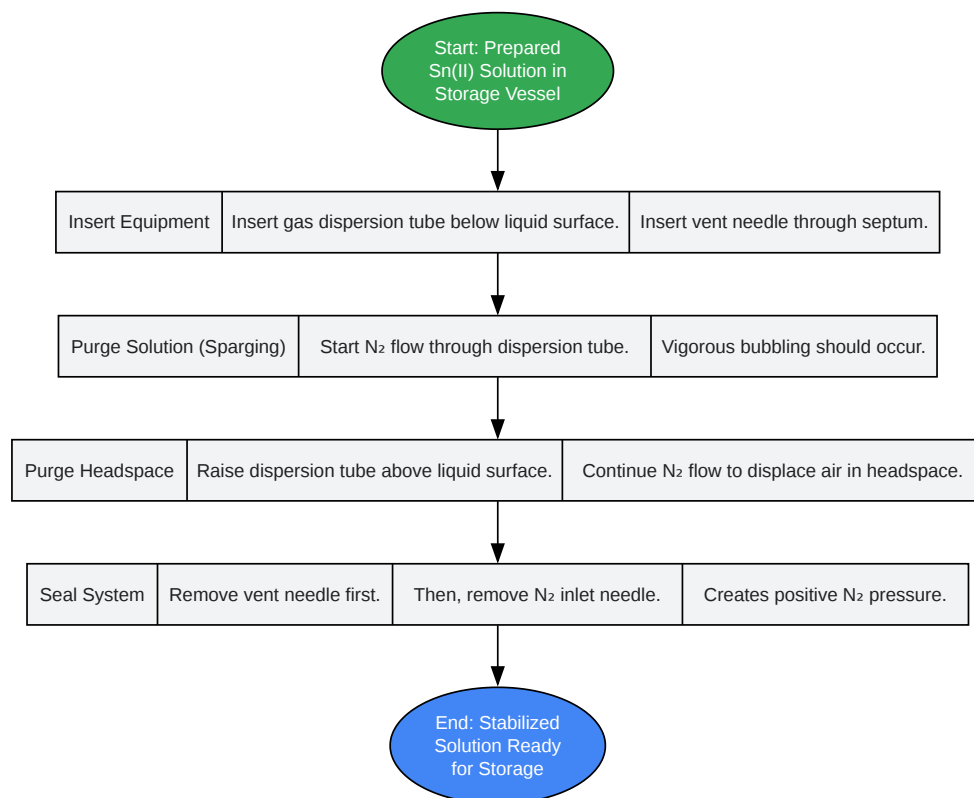 Start: Prepared
Sn(II) Solution in
Storage Vessel
Insert Equipment
Insert gas dispersion tube below liquid surface.
Insert vent needle through septum.
Purge Solution (Sparging)
Start N₂ flow through dispersion tube.
Vigorous bubbling should occur.
Purge Headspace
Raise dispersion tube above liquid surface.
Continue N₂ flow to displace air in headspace.
Seal System
Remove vent needle first.
Then, remove N₂ inlet needle.
Creates positive N₂ pressure.
End: Stabilized
Solution Ready
for Storage